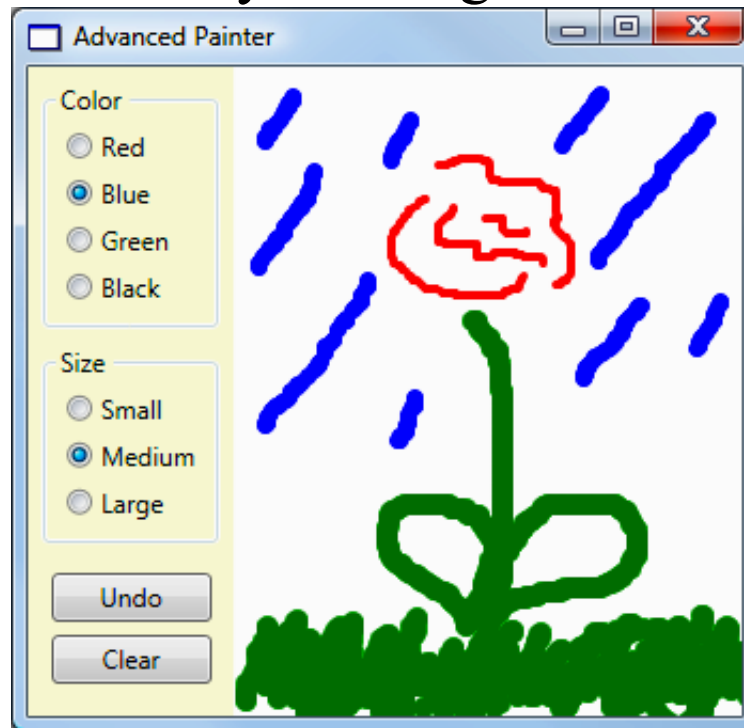 Advanced Painter
Color
Red
Blue
Green
Black
Size
Small
Medium
Large
Undo
Clear